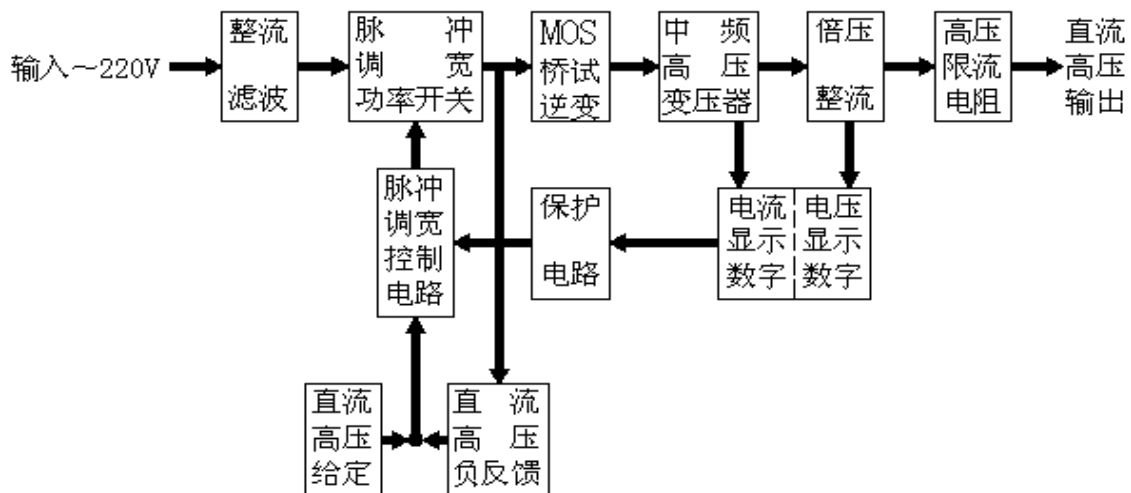 输入～220V
整流
滤波
脉冲
调宽
功率开关
MOS
桥试
逆变
中频
高压
变压器
倍压
整流
高压
限流
电阻
直流
高压
输出
脉冲
调宽
控制
电路
保护
电路
电流
显示
数字
电压
显示
数字
直流
高压
给定
直流
高压
负反馈